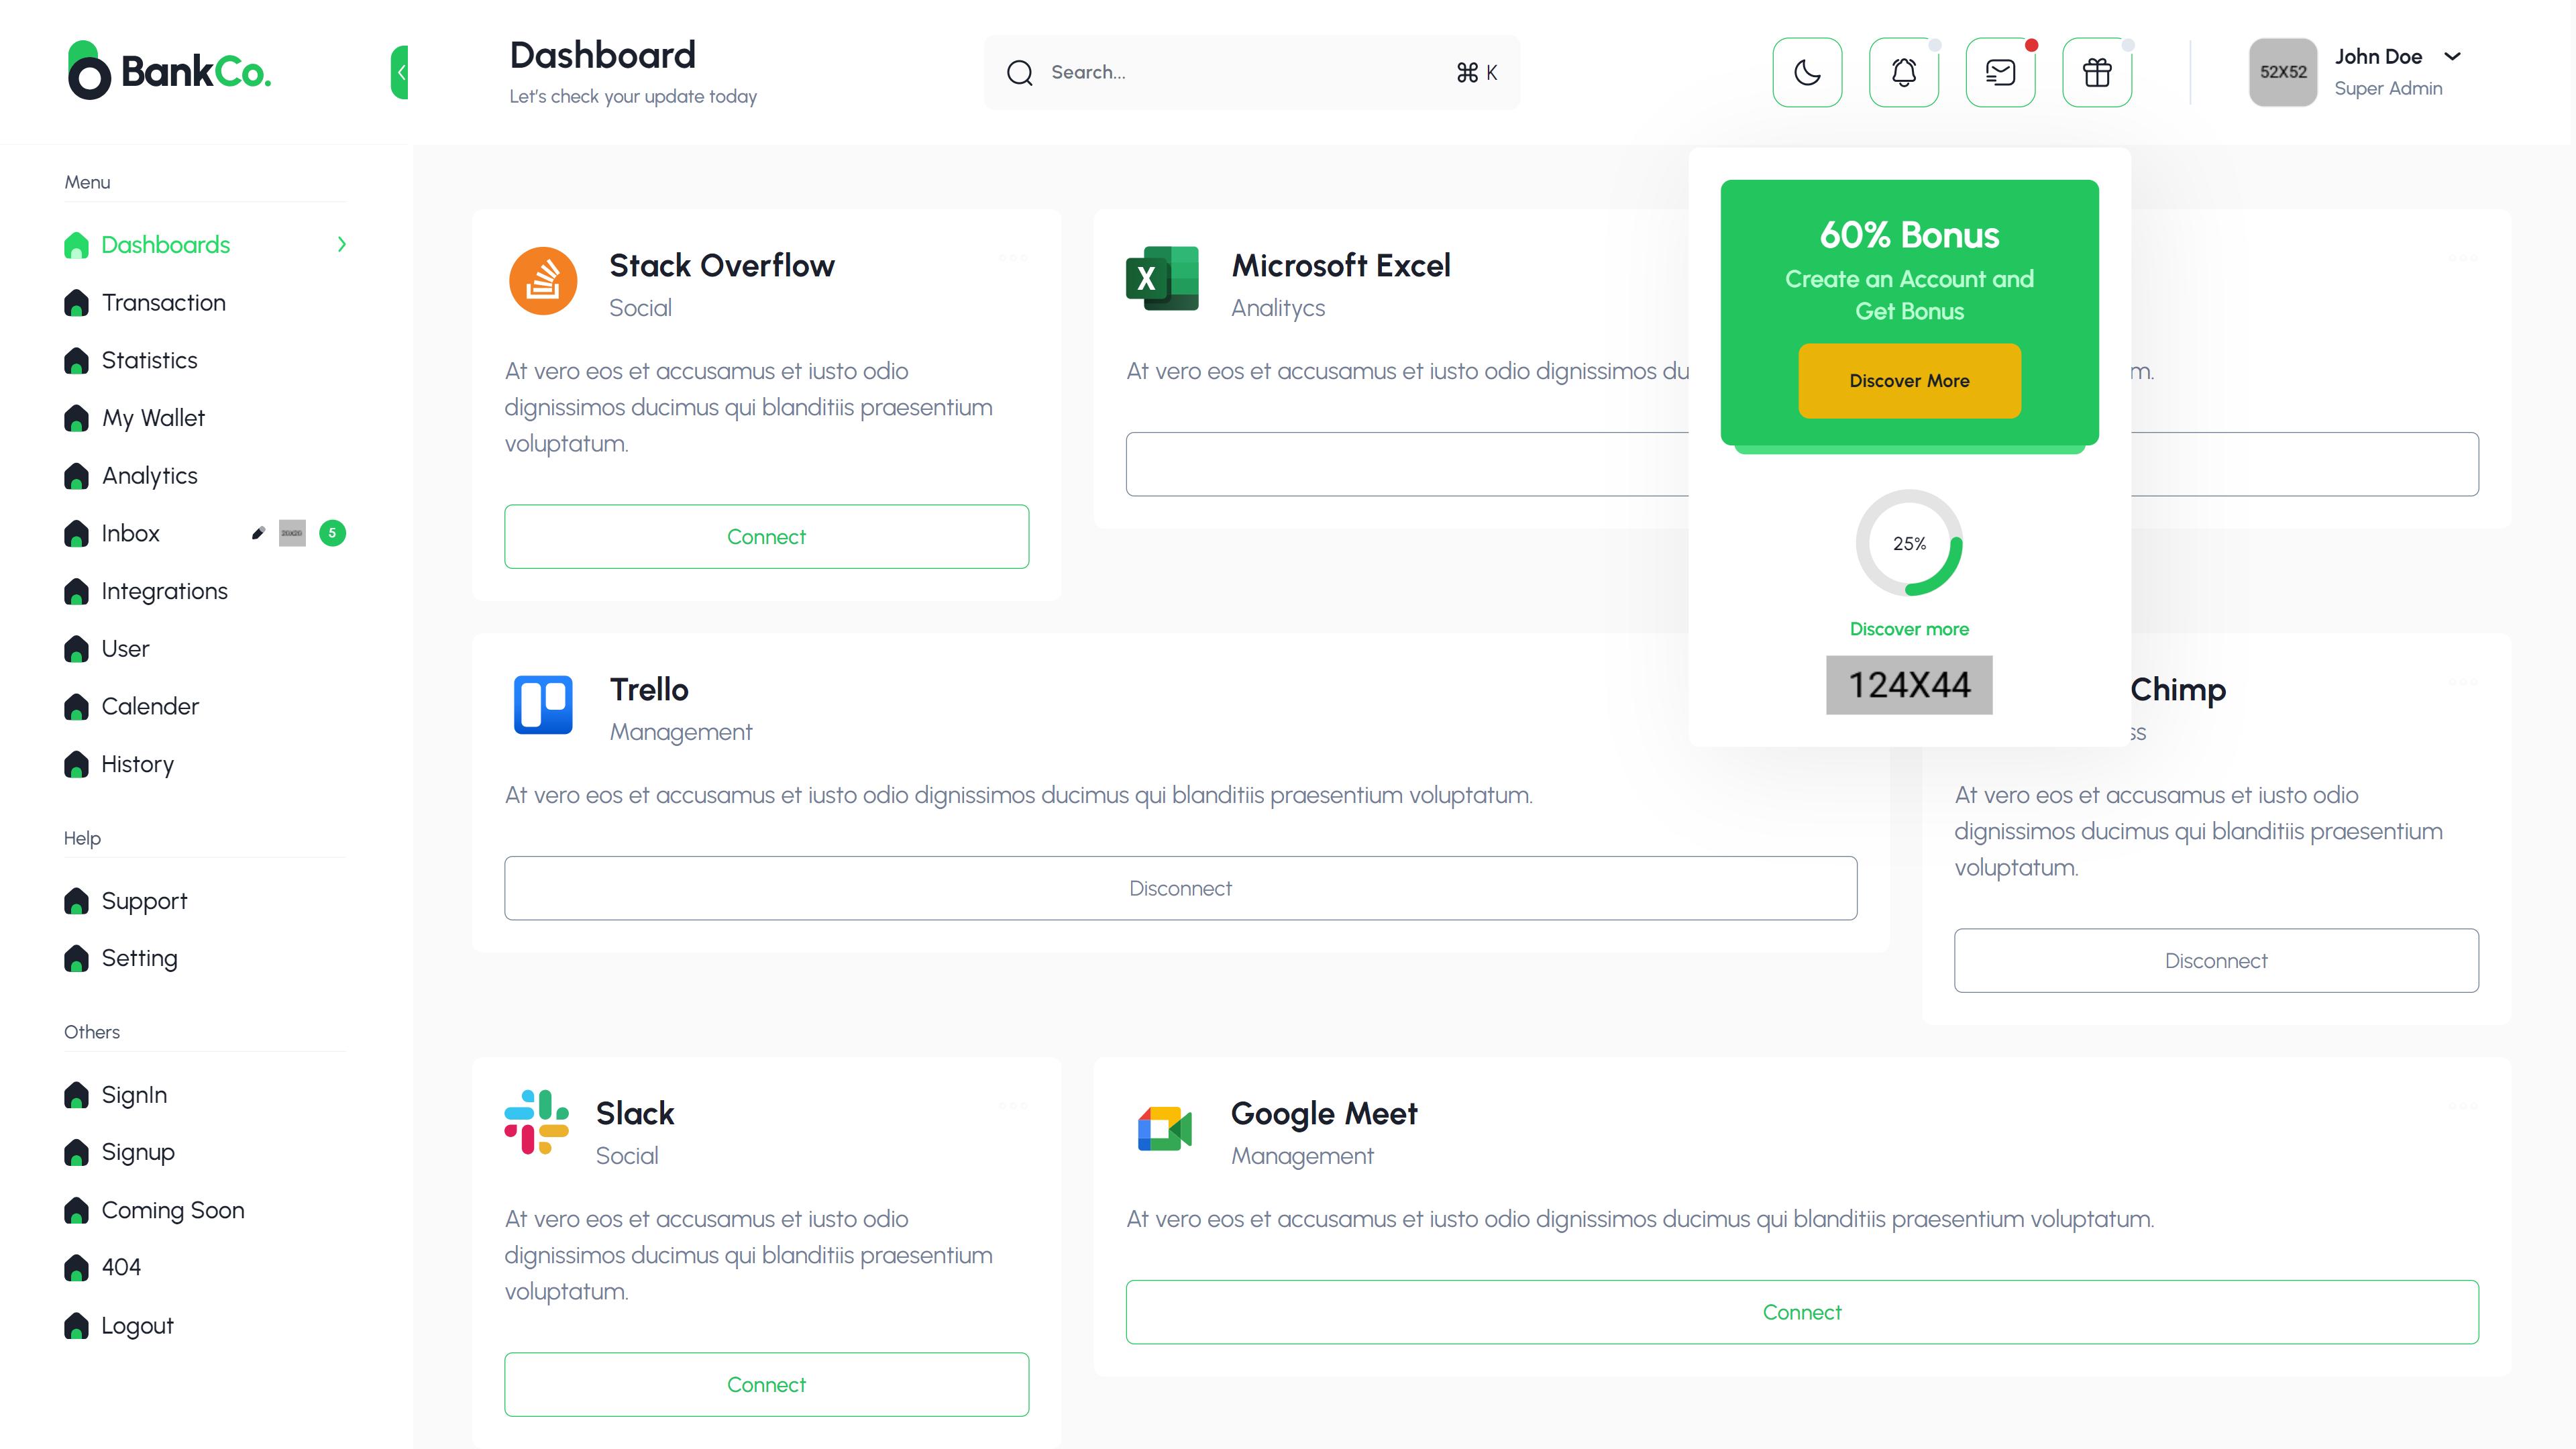 BankCo.
Dashboard
Let's check your update today
Search...
⌘ K
52X52
John Doe
Super Admin
Menu
Dashboards
Transaction
Statistics
My Wallet
Analytics
Inbox
5
Integrations
User
Calender
History
Help
Support
Setting
Others
SignIn
Signup
Coming Soon
404
Logout
Stack Overflow
Social
At vero eos et accusamus et iusto odio
dignissimos ducimus qui blanditiis praesentium
voluptatum.
Connect
Microsoft Excel
Analitycs
At vero eos et accusamus et iusto odio dignissimos du
m.
60% Bonus
Create an Account and
Get Bonus
Discover More
25%
Discover more
124X44
Trello
Management
At vero eos et accusamus et iusto odio dignissimos ducimus qui blanditiis praesentium voluptatum.
Disconnect
Chimp
ss
At vero eos et accusamus et iusto odio
dignissimos ducimus qui blanditiis praesentium
voluptatum.
Disconnect
Slack
Social
At vero eos et accusamus et iusto odio
dignissimos ducimus qui blanditiis praesentium
voluptatum.
Connect
Google Meet
Management
At vero eos et accusamus et iusto odio dignissimos ducimus qui blanditiis praesentium voluptatum.
Connect